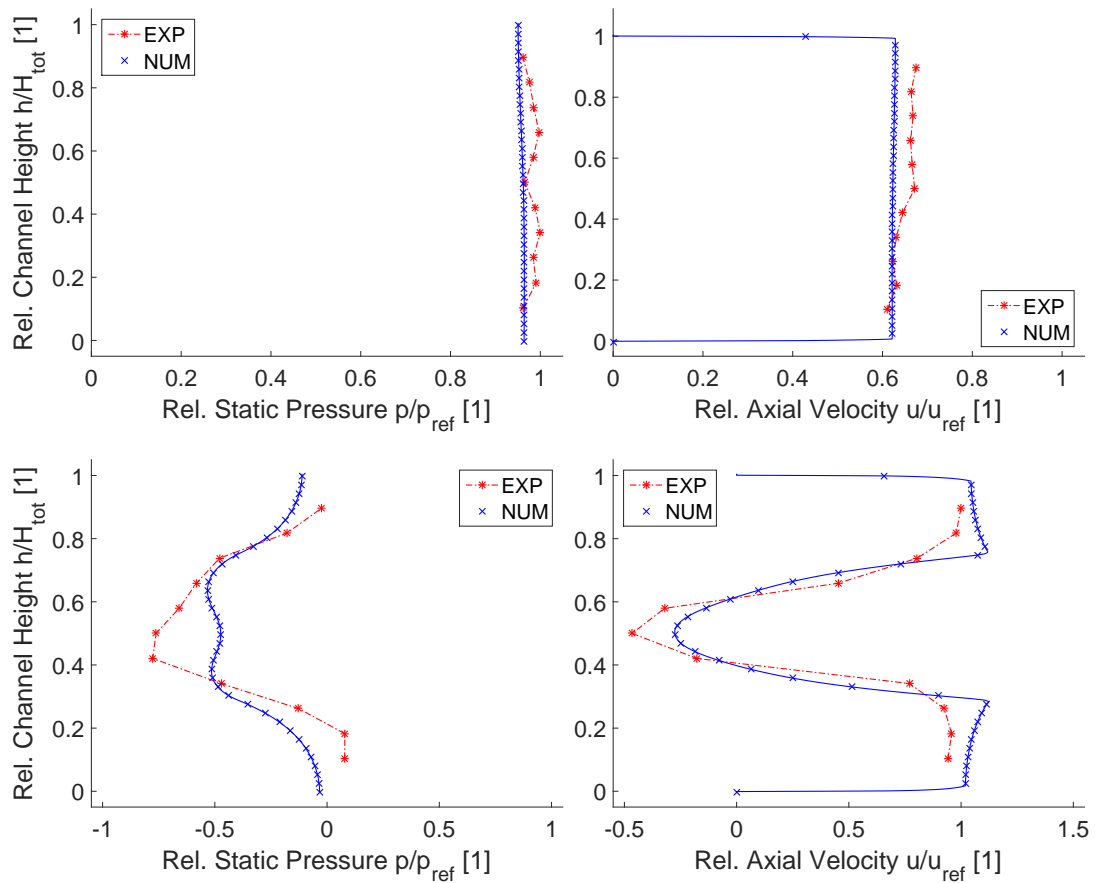 Rel. Channel Height h/H_tot [1]
1
0.8
0.6
0.4
0.2
0
EXP
NUM
0 0.2 0.4 0.6 0.8 1
Rel. Static Pressure p/p_ref [1]
1
0.8
0.6
0.4
0.2
0
EXP
NUM
0 0.2 0.4 0.6 0.8 1
Rel. Axial Velocity u/u_ref [1]
Rel. Channel Height h/H_tot [1]
1
0.8
0.6
0.4
0.2
0
EXP
NUM
-1 -0.5 0 0.5 1
Rel. Static Pressure p/p_ref [1]
1
0.8
0.6
0.4
0.2
0
EXP
NUM
-0.5 0 0.5 1 1.5
Rel. Axial Velocity u/u_ref [1]